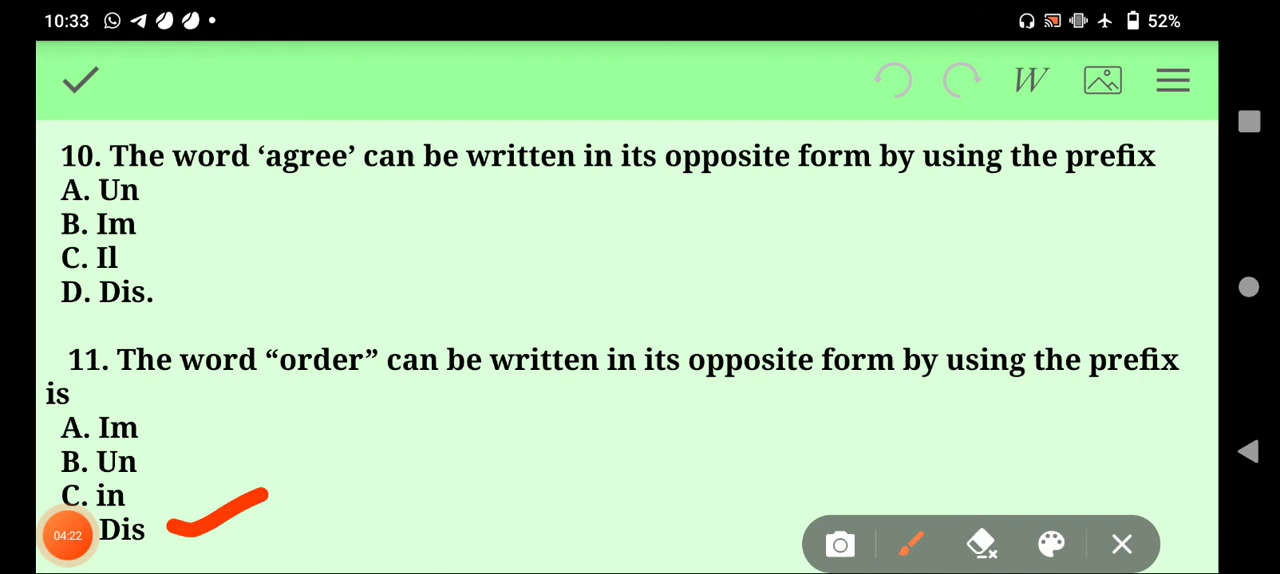 10:33
52%
W
10. The word ‘agree’ can be written in its opposite form by using the prefix
A. Un
B. Im
C. Il
D. Dis.
11. The word “order” can be written in its opposite form by using the prefix
is
A. Im
B. Un
C. in
Dis
04:22